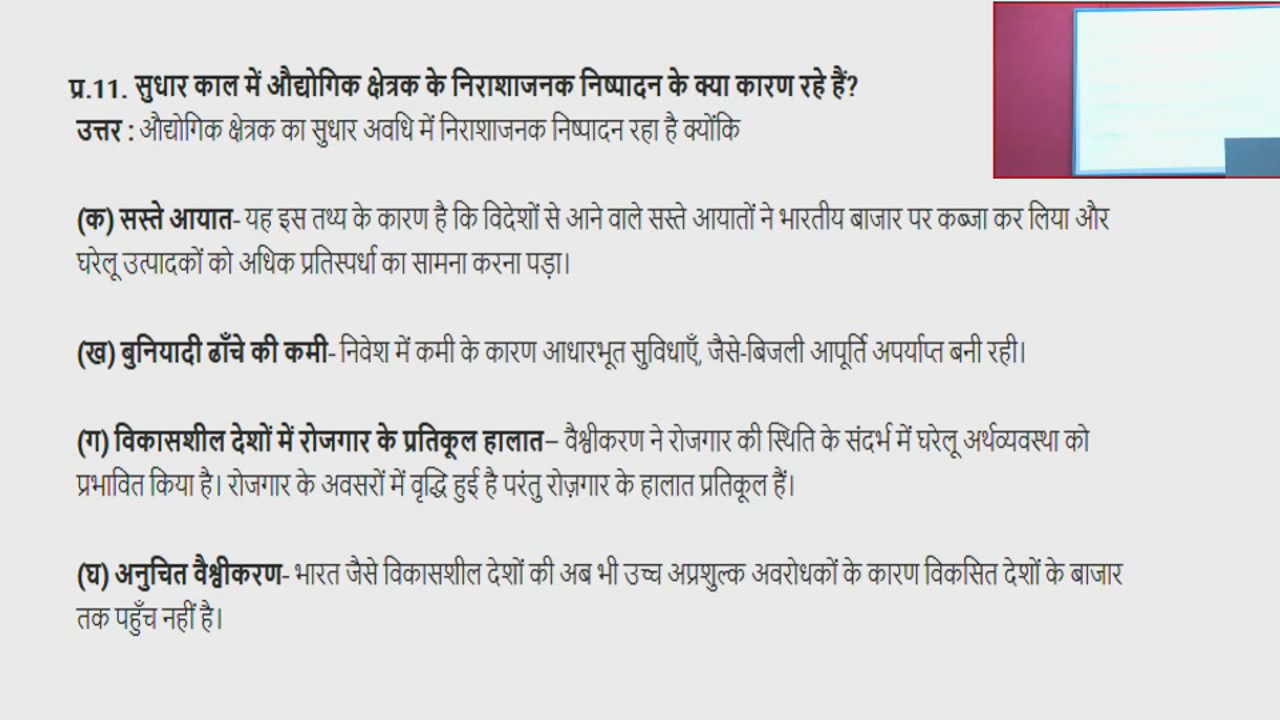 प्र.11. सुधार काल में औद्योगिक क्षेत्रक के निराशाजनक निष्पादन के क्या कारण रहे हैं?
उत्तर : औद्योगिक क्षेत्रक का सुधार अवधि में निराशाजनक निष्पादन रहा है क्योंकि
(क) सस्ते आयात- यह इस तथ्य के कारण है कि विदेशों से आने वाले सस्ते आयातों ने भारतीय बाजार पर कब्जा कर लिया और
घरेलू उत्पादकों को अधिक प्रतिस्पर्धा का सामना करना पड़ा।
(ख) बुनियादी ढाँचे की कमी- निवेश में कमी के कारण आधारभूत सुविधाएँ, जैसे-बिजली आपूर्ति अपर्याप्त बनी रही।
(ग) विकासशील देशों में रोजगार के प्रतिकूल हालात– वैश्वीकरण ने रोजगार की स्थिति के संदर्भ में घरेलू अर्थव्यवस्था को
प्रभावित किया है। रोजगार के अवसरों में वृद्धि हुई है परंतु रोज़गार के हालात प्रतिकूल हैं।
(घ) अनुचित वैश्वीकरण- भारत जैसे विकासशील देशों की अब भी उच्च अप्रशुल्क अवरोधकों के कारण विकसित देशों के बाजार
तक पहुँच नहीं है।